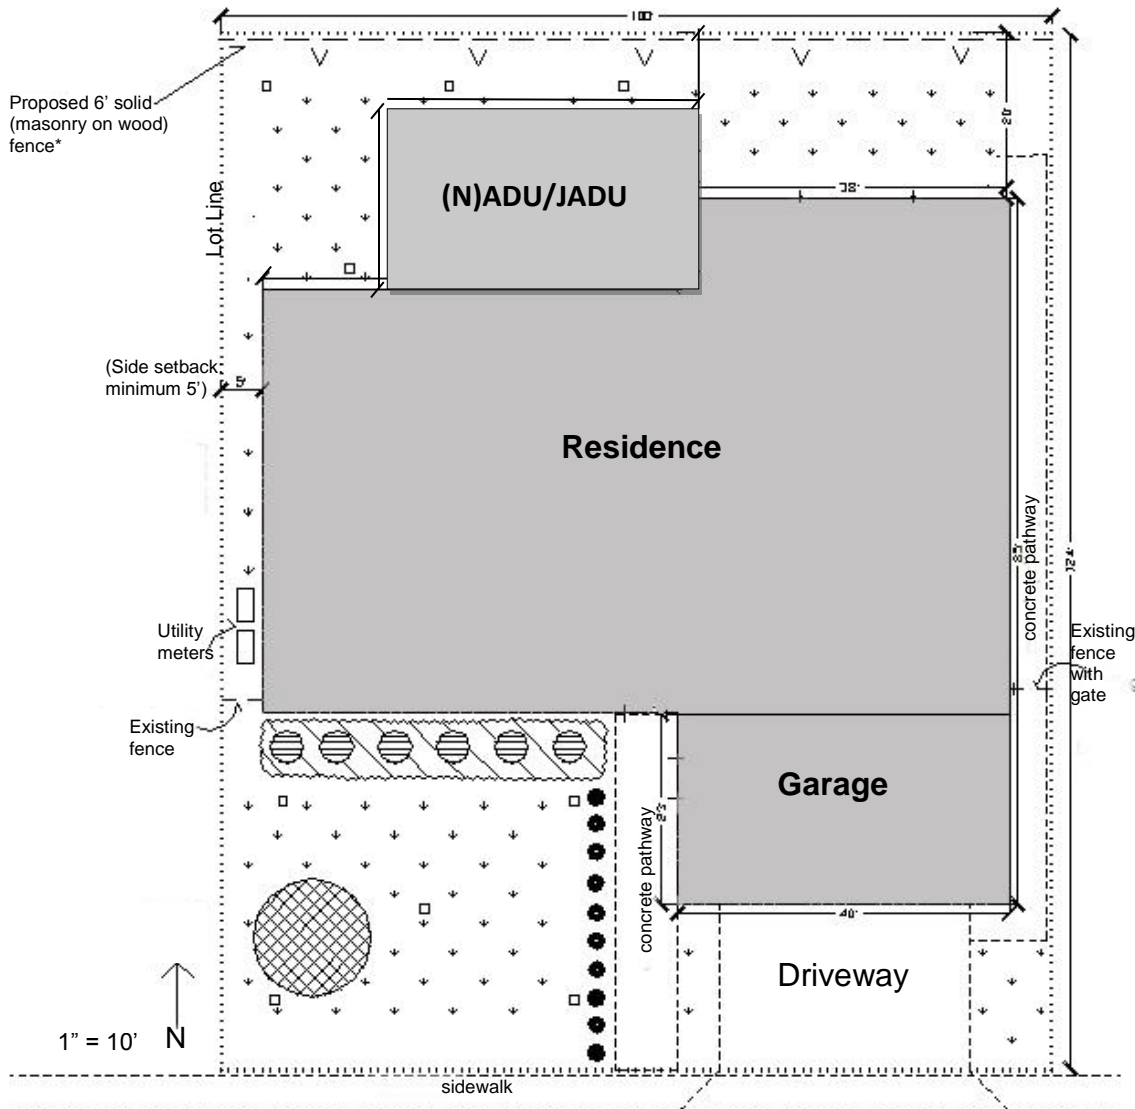 100'
Proposed 6' solid
(masonry on wood)
fence*
20'
(N)ADU/JADU
38'
Lot Line
(Side setback
minimum 5')
5'
Residence
concrete pathway
85'
124'
Utility
meters
Existing
fence
with
gate
Existing
fence
Garage
23'
concrete pathway
40'
Driveway
1” = 10’
N
sidewalk